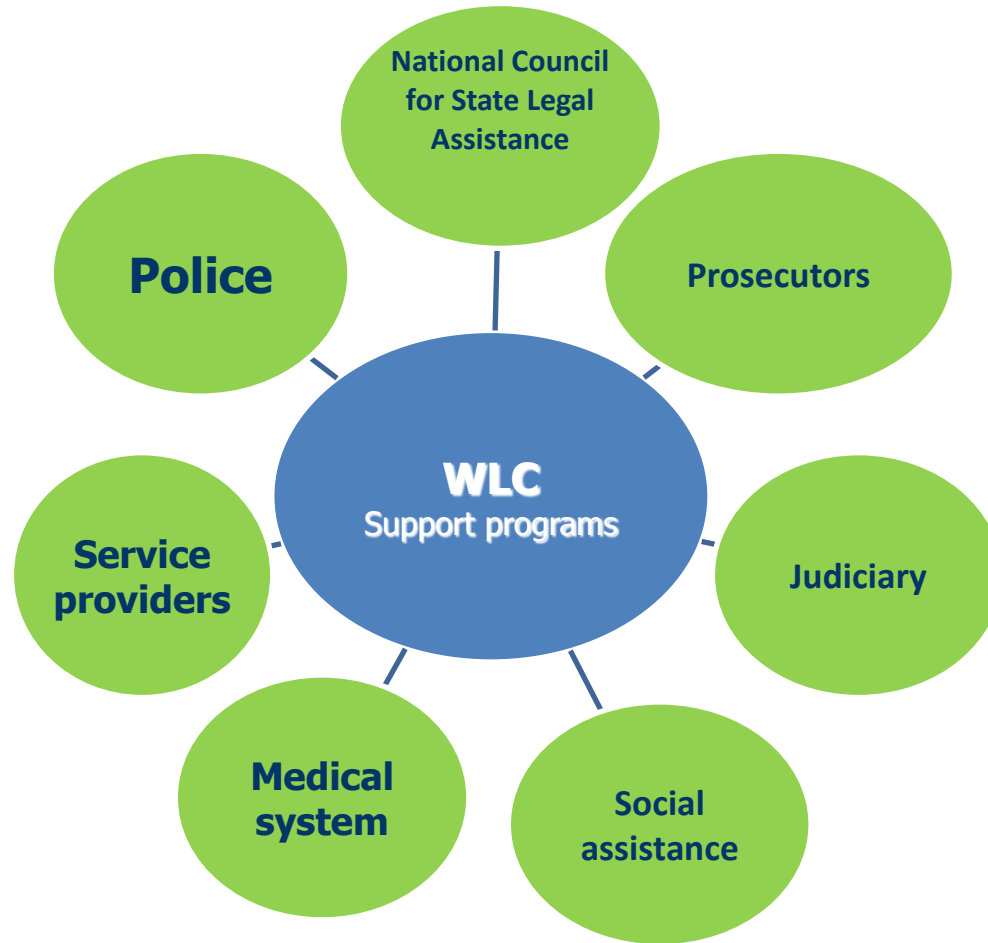 National Council
for State Legal
Assistance
Police
Prosecutors
WLC
Support programs
Service
providers
Judiciary
Medical
system
Social
assistance